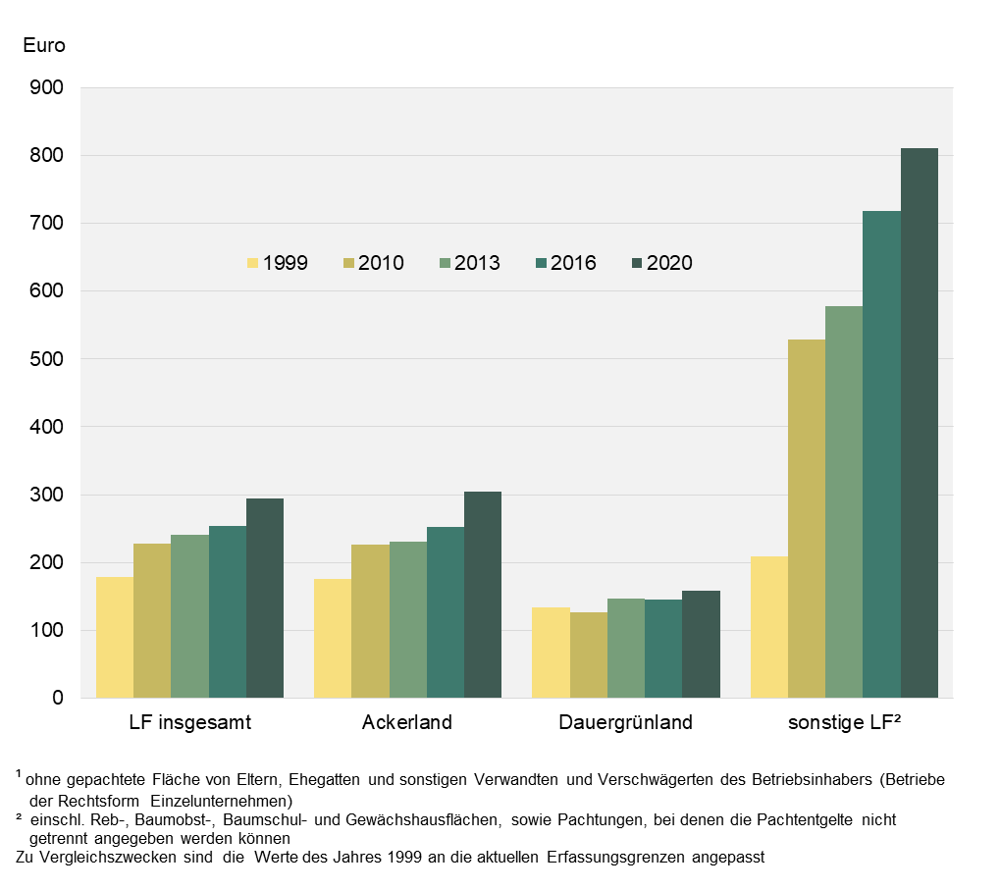 Euro
900
800
700
600
500
400
300
200
100
0
1999 2010 2013 2016 2020
LF insgesamt Ackerland Dauergrünland sonstige LF²
¹ ohne gepachtete Fläche von Eltern, Ehegatten und sonstigen Verwandten und Verschwägerten des Betriebsinhabers (Betriebe
der Rechtsform Einzelunternehmen)
² einschl. Reb-, Baumobst-, Baumschul- und Gewächshausflächen, sowie Pachtungen, bei denen die Pachtentgelte nicht
getrennt angegeben werden können
Zu Vergleichszwecken sind die Werte des Jahres 1999 an die aktuellen Erfassungsgrenzen angepasst